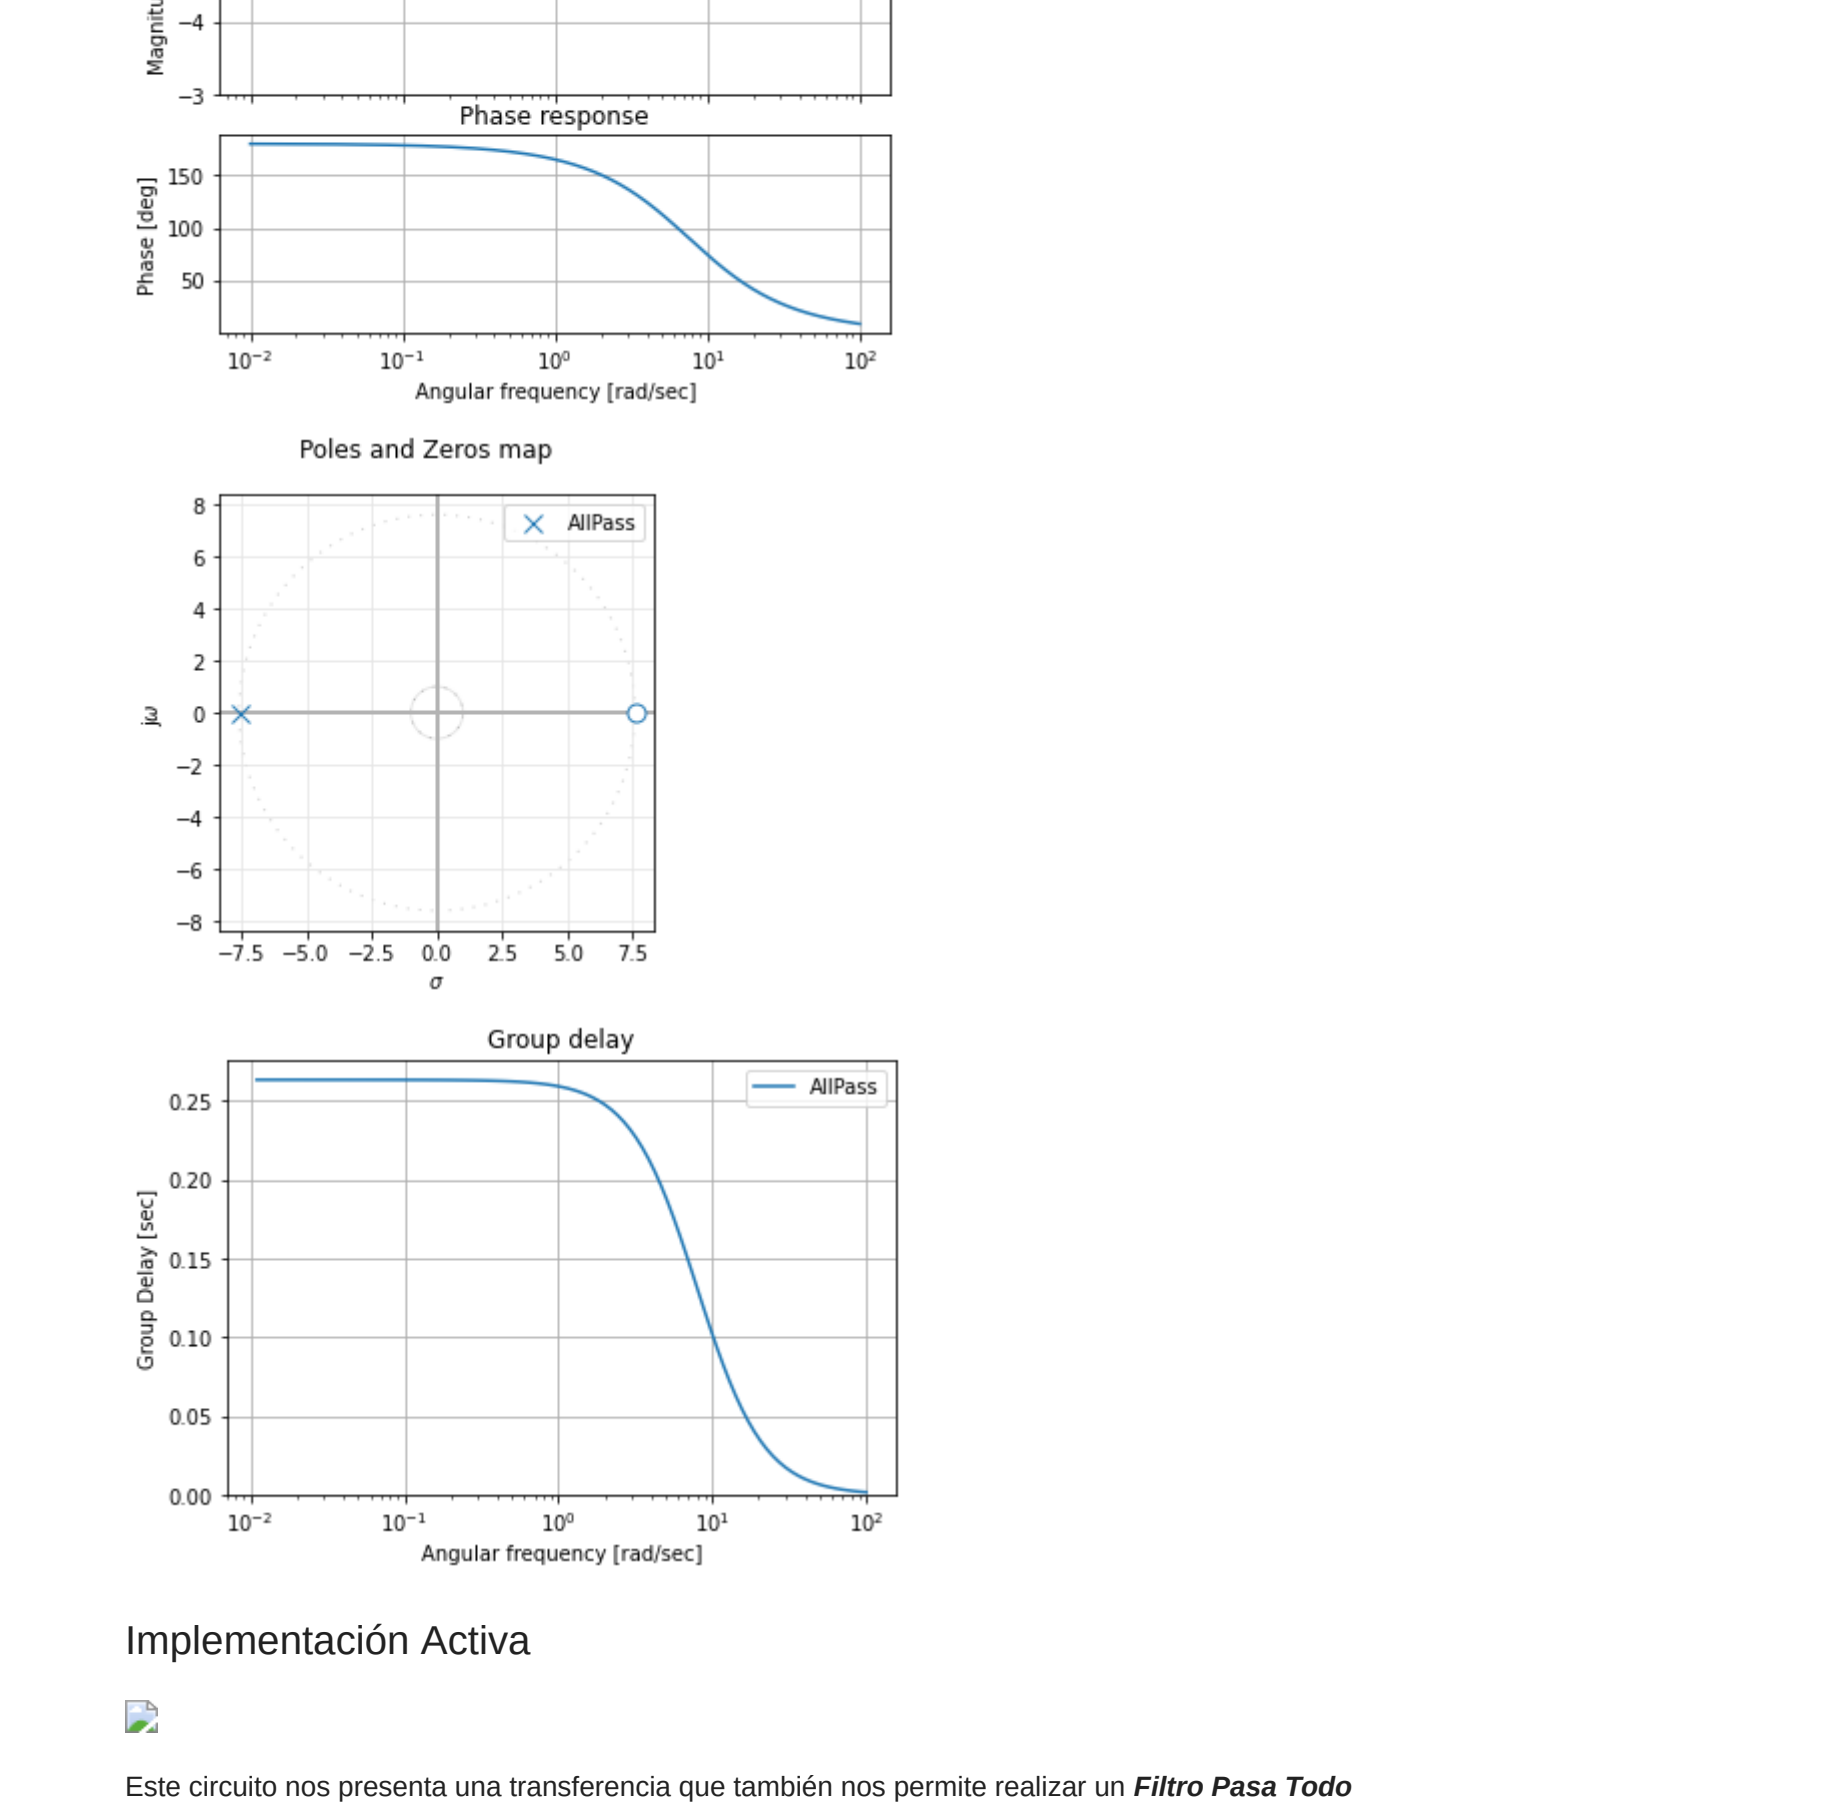 Magnitu
−4
−3
Phase response
Phase [deg]
150
100
50
10⁻² 10⁻¹ 10⁰ 10¹ 10²
Angular frequency [rad/sec]
Poles and Zeros map
AllPass
8
6
4
2
0
−2
−4
−6
−8
jω
−7.5 −5.0 −2.5 0.0 2.5 5.0 7.5
σ
Group delay
AllPass
Group Delay [sec]
0.25
0.20
0.15
0.10
0.05
0.00
10⁻² 10⁻¹ 10⁰ 10¹ 10²
Angular frequency [rad/sec]
Implementación Activa
Este circuito nos presenta una transferencia que también nos permite realizar un Filtro Pasa Todo